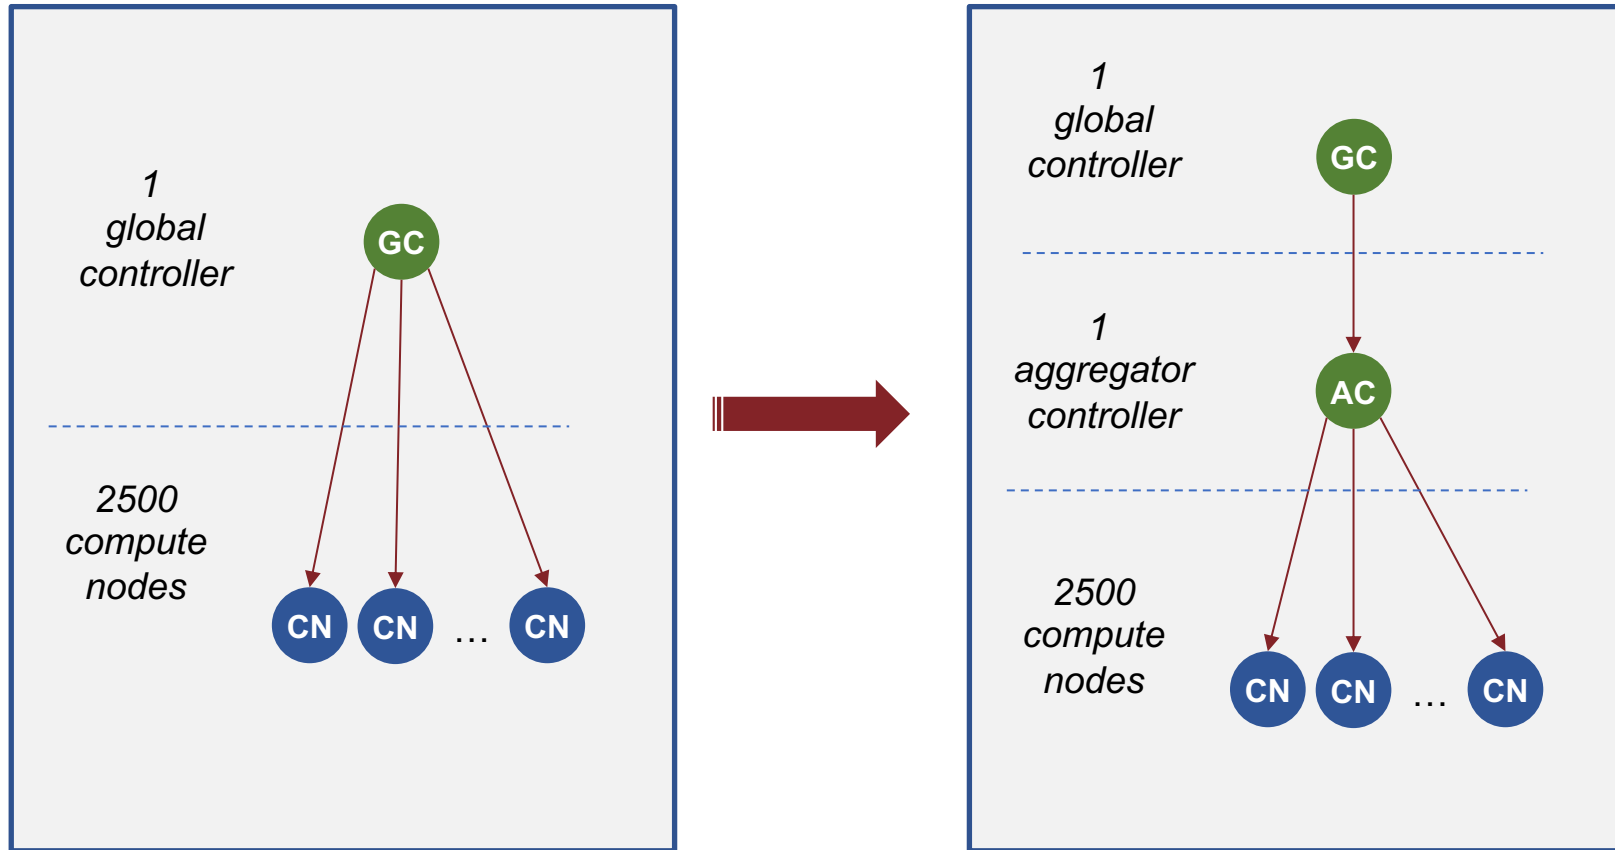 1
global
controller
GC
2500
compute
nodes
CN CN ... CN
1
global
controller
GC
1
aggregator
controller
AC
2500
compute
nodes
CN CN ... CN